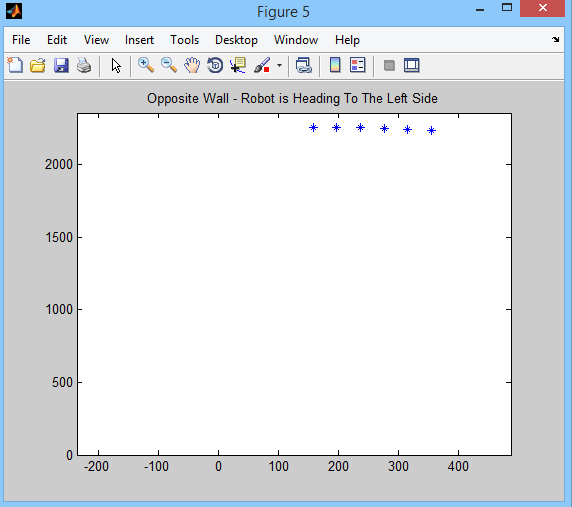 Figure 5
File Edit View Insert Tools Desktop Window Help
Opposite Wall - Robot is Heading To The Left Side
2000
1500
1000
500
0
-200 -100 0 100 200 300 400